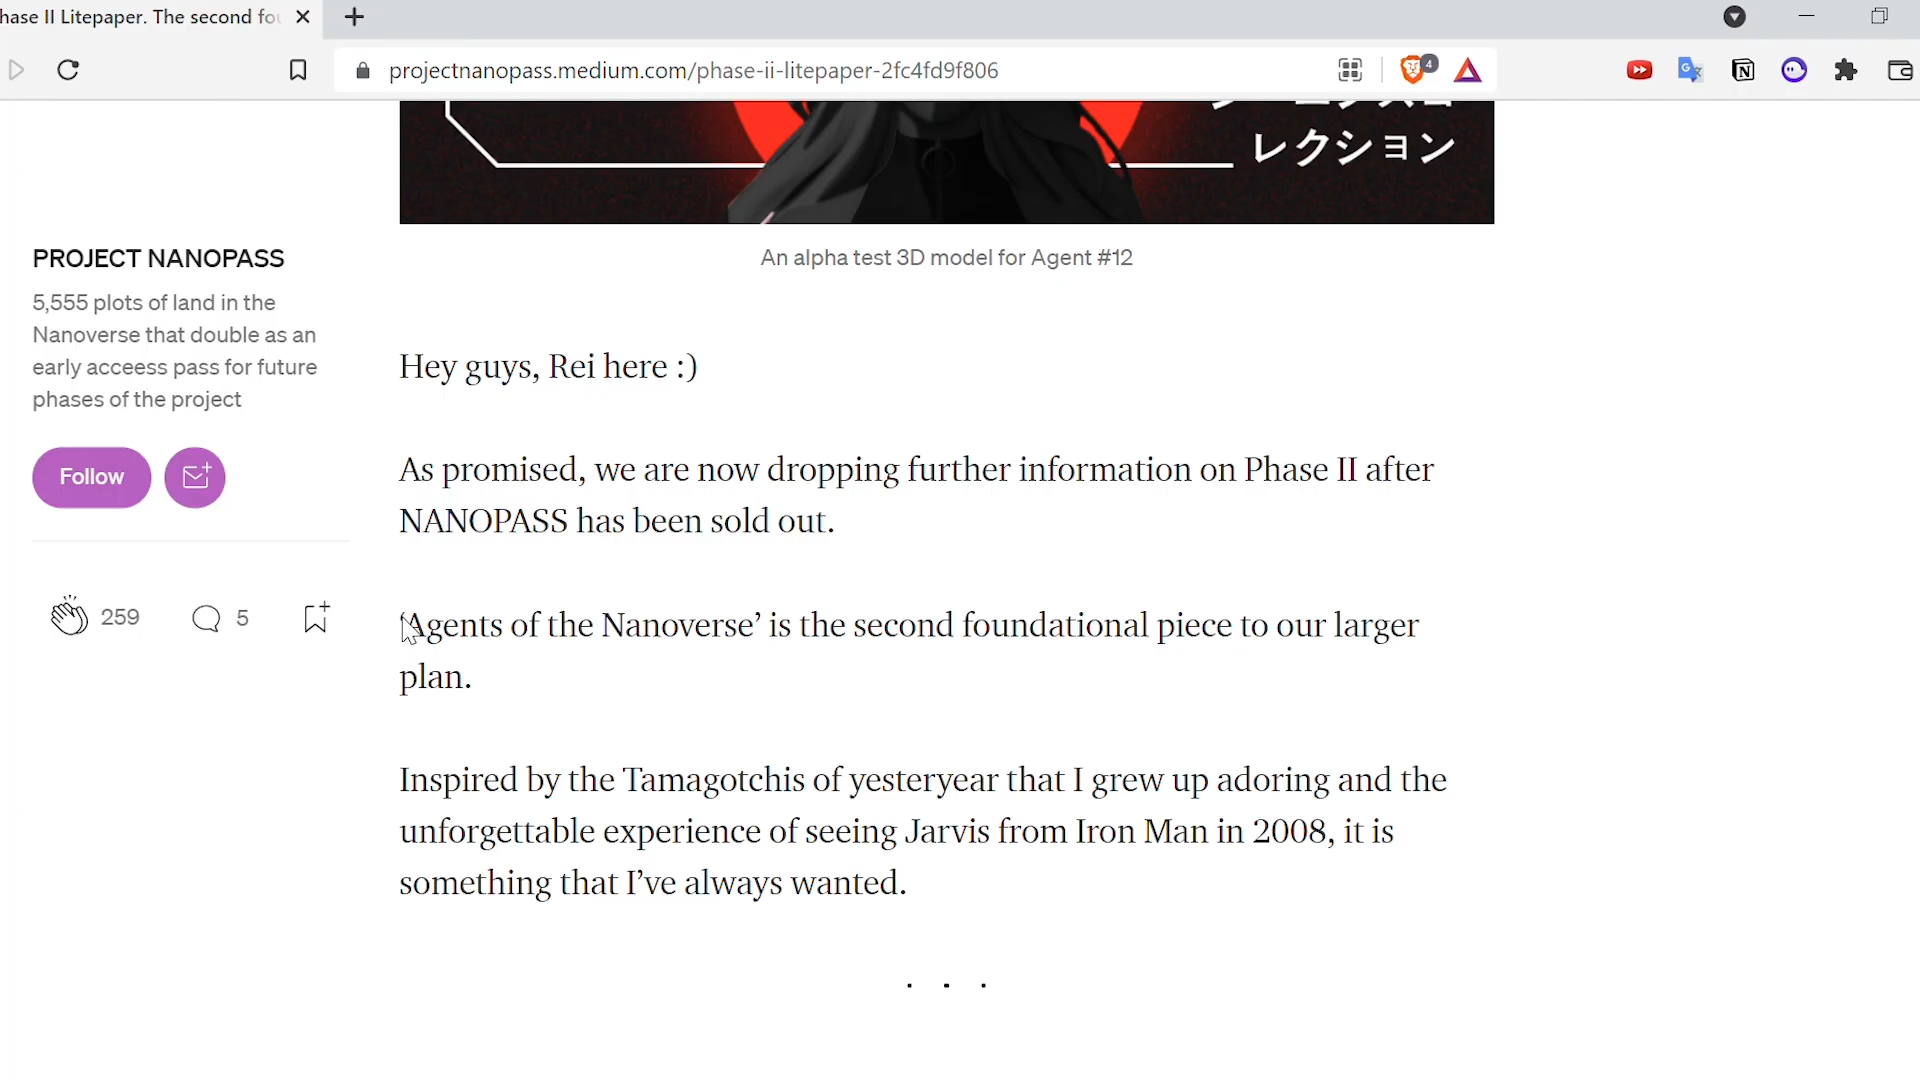 hase II Litepaper. The second fou
projectnanopass.medium.com/phase-ii-litepaper-2fc4fd9f806
4
レクション
An alpha test 3D model for Agent #12
PROJECT NANOPASS
5,555 plots of land in the
Nanoverse that double as an
early acceess pass for future
phases of the project
Follow
259
5
Hey guys, Rei here :)
As promised, we are now dropping further information on Phase II after
NANOPASS has been sold out.
‘Agents of the Nanoverse’ is the second foundational piece to our larger
plan.
Inspired by the Tamagotchis of yesteryear that I grew up adoring and the
unforgettable experience of seeing Jarvis from Iron Man in 2008, it is
something that I’ve always wanted.
. . .